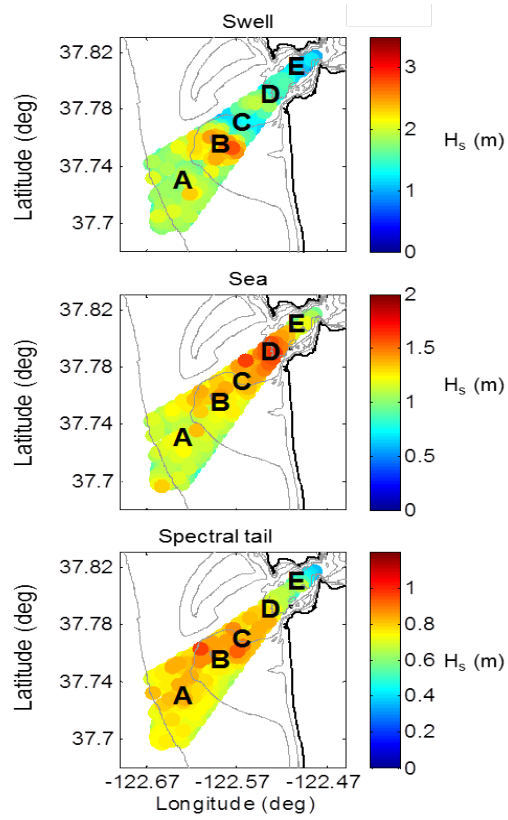 Swell
37.82
37.78
37.74
37.7
Latitude (deg)
A
B
C
D
E
3
2
1
0
Hs (m)
Sea
37.82
37.78
37.74
37.7
Latitude (deg)
A
B
C
D
E
2
1.5
1
0.5
0
Hs (m)
Spectral tail
37.82
37.78
37.74
37.7
Latitude (deg)
A
B
C
D
E
1
0.8
0.6
0.4
0.2
0
Hs (m)
-122.67 -122.57 -122.47
Longitude (deg)